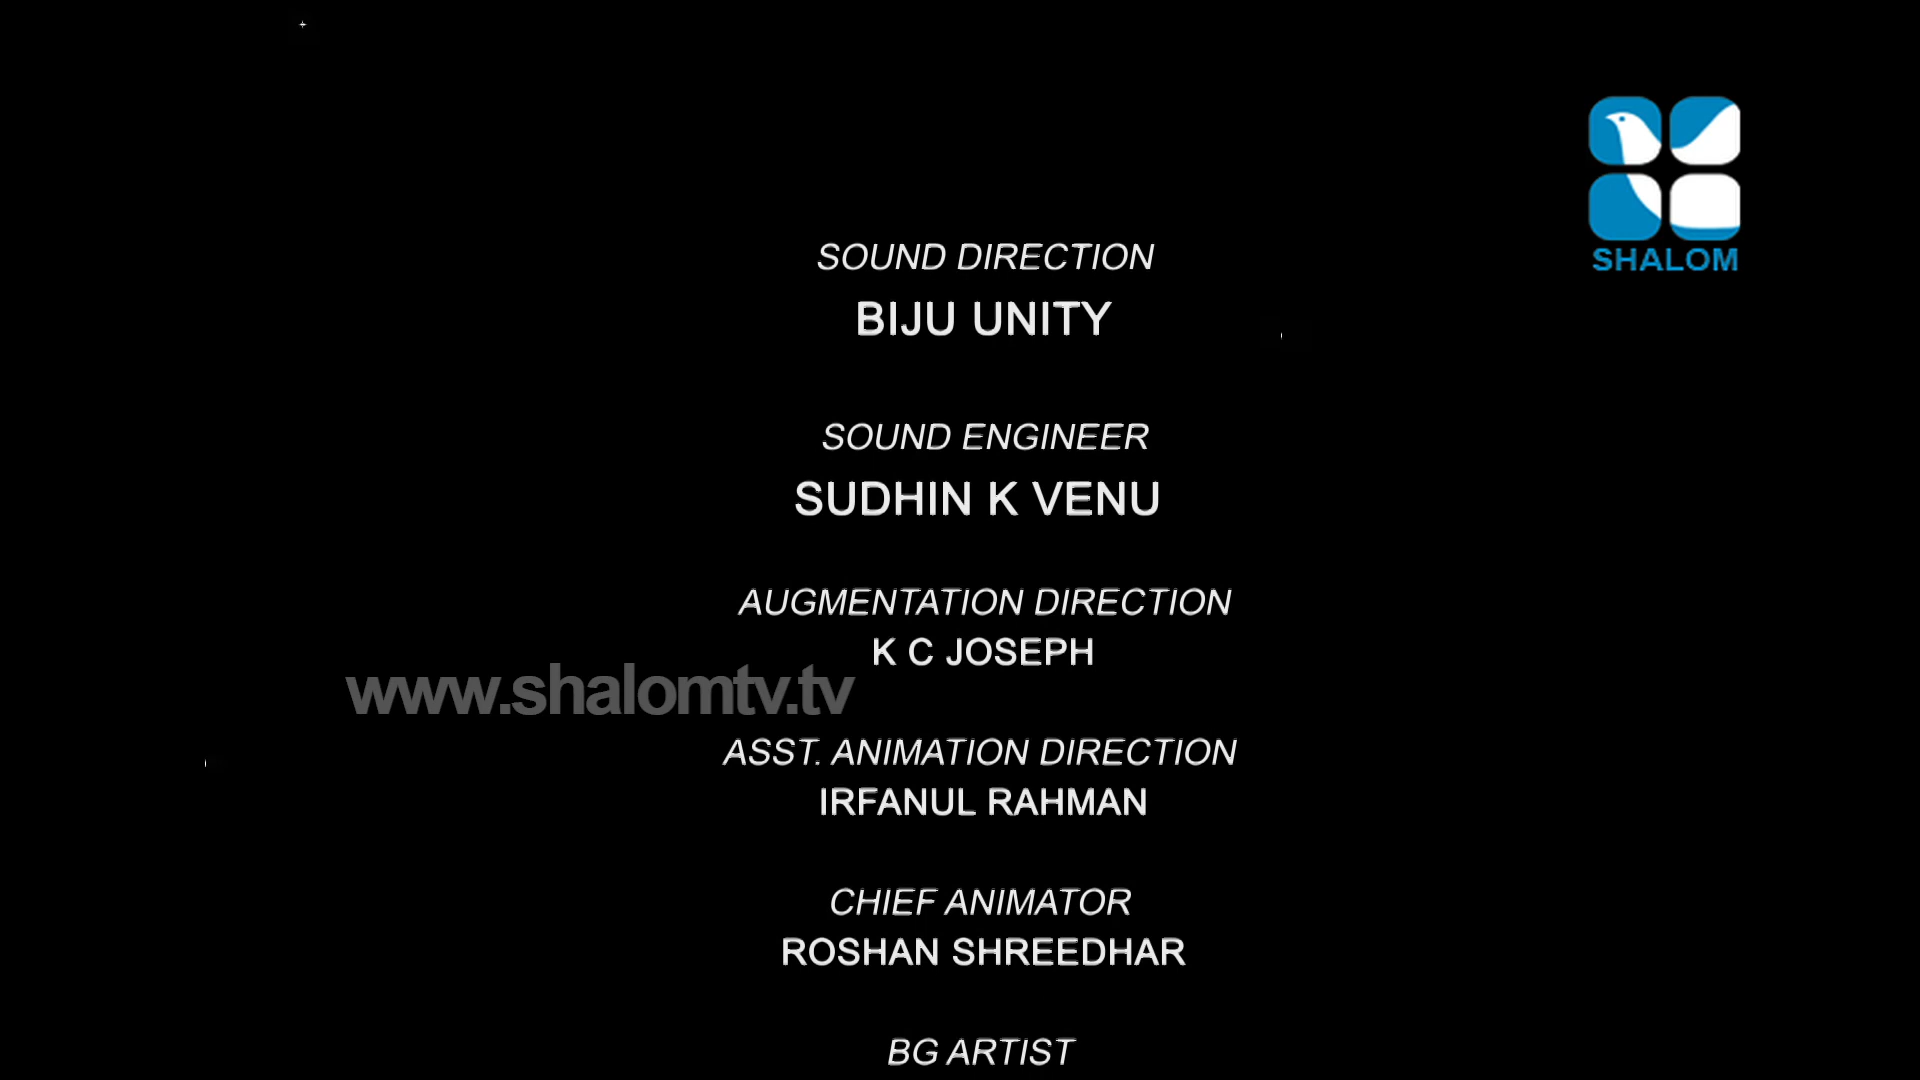 SHALOM
SOUND DIRECTION
BIJU UNITY
SOUND ENGINEER
SUDHIN K VENU
AUGMENTATION DIRECTION
K C JOSEPH
www.shalomtv.tv
ASST. ANIMATION DIRECTION
IRFANUL RAHMAN
CHIEF ANIMATOR
ROSHAN SHREEDHAR
BG ARTIST